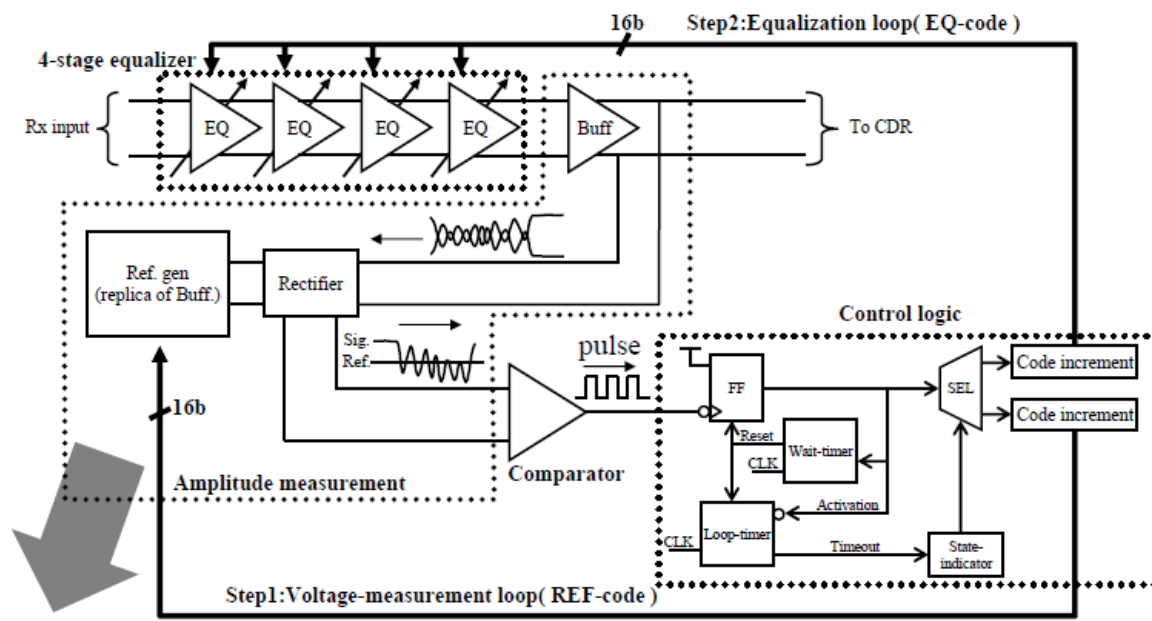 16b
Step2:Equalization loop( EQ-code )
4-stage equalizer
Rx input
EQ
EQ
EQ
EQ
Buff
To CDR
Ref. gen
(replica of Buff.)
Rectifier
Sig.
Ref.
pulse
Control logic
16b
FF
SEL
Code increment
Code increment
Reset
Wait-timer
CLK
Comparator
Amplitude measurement
Activation
CLK
Loop-timer
Timeout
State-
indicator
Step1:Voltage-measurement loop( REF-code )